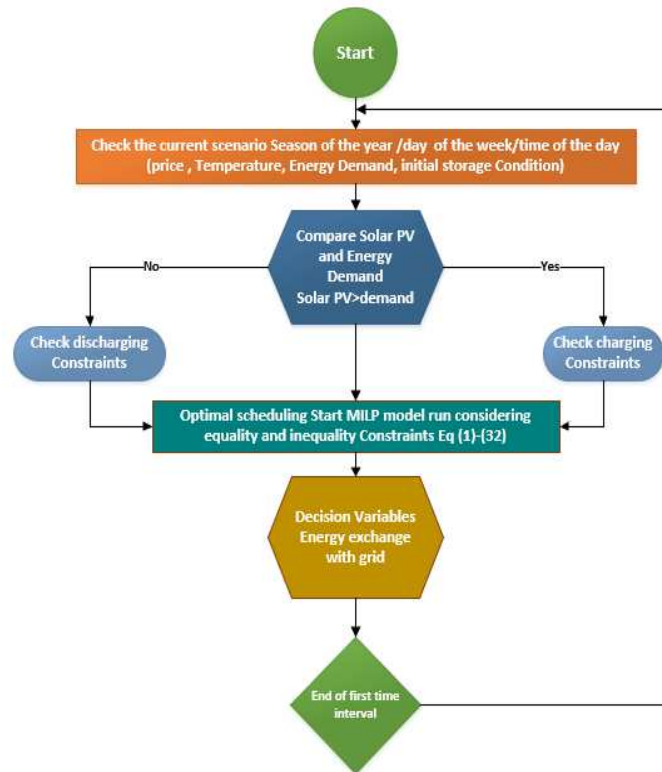 Start
Check the current scenario Season of the year /day of the week/time of the day
(price , Temperature, Energy Demand, initial storage Condition)
Compare Solar PV
and Energy
Demand
Solar PV>demand
No
Yes
Check discharging
Constraints
Check charging
Constraints
Optimal scheduling Start MILP model run considering
equality and inequality Constraints Eq (1)-(32)
Decision Variables
Energy exchange
with grid
End of first time
interval